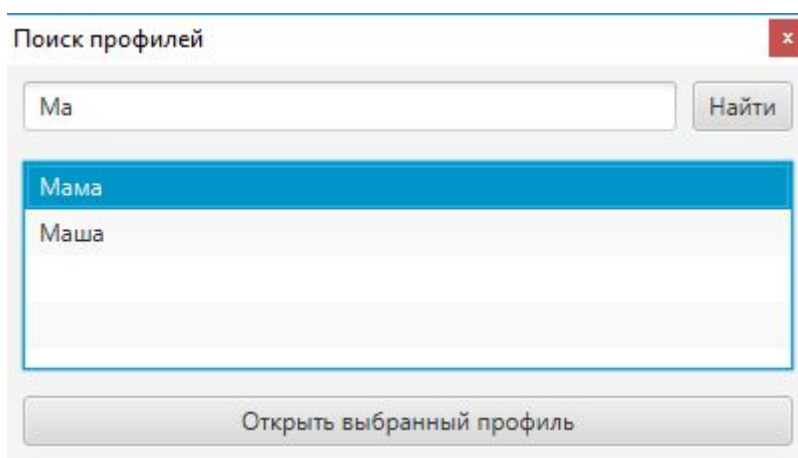 Поиск профилей x
Ма Найти
Мама
Маша
Открыть выбранный профиль